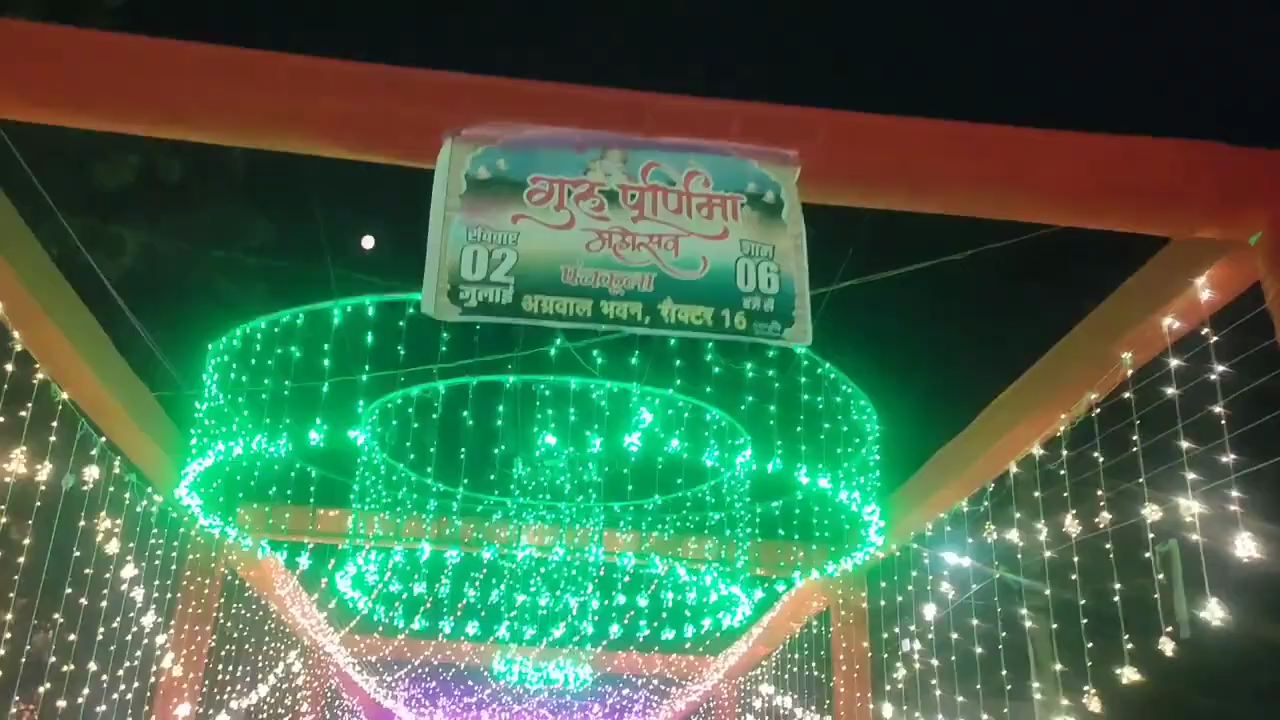 गुरु पूर्णिमा
महोत्सव
पंचकूला
रविवार
02
जुलाई
शाम
06
बजे से
अग्रवाल भवन, सैक्टर 16